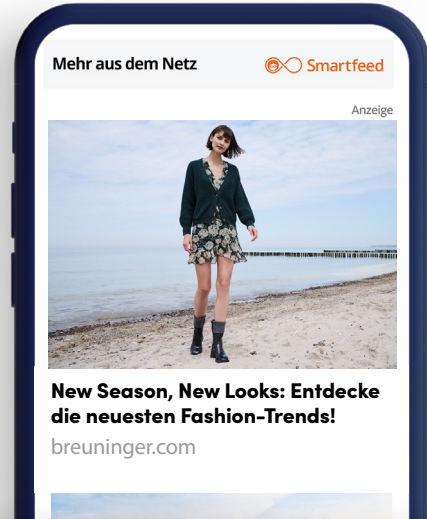 Mehr aus dem Netz
Smartfeed
Anzeige
New Season, New Looks: Entdecke
die neuesten Fashion-Trends!
breuninger.com